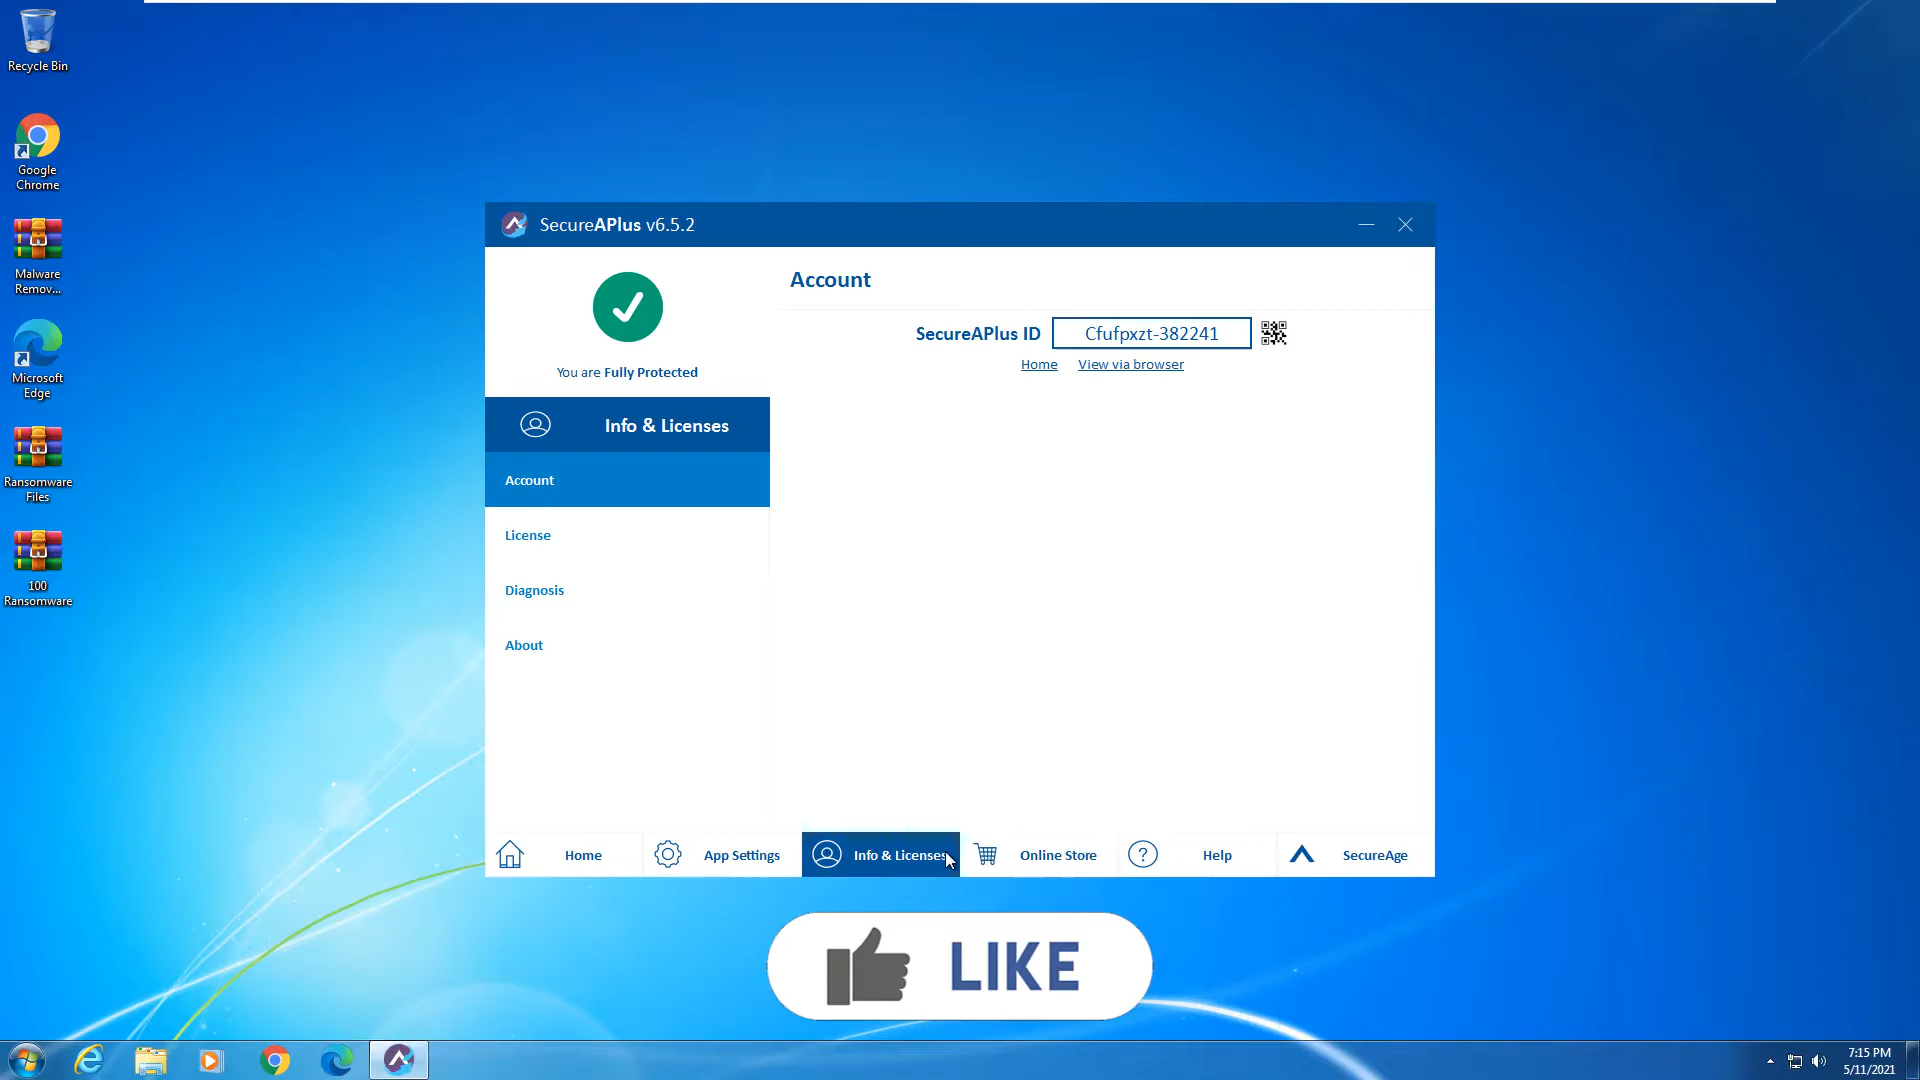 Recycle Bin
Google
Chrome
Malware
Remov...
Microsoft
Edge
Ransomware
Files
100
Ransomware
SecureAPlus v6.5.2
You are Fully Protected
Info & Licenses
Account
License
Diagnosis
About
Account
SecureAPlus ID
Cfufpxzt-382241
Home
View via browser
Home
App Settings
Info & Licenses
Online Store
Help
SecureAge
LIKE
7:15 PM
5/11/2021